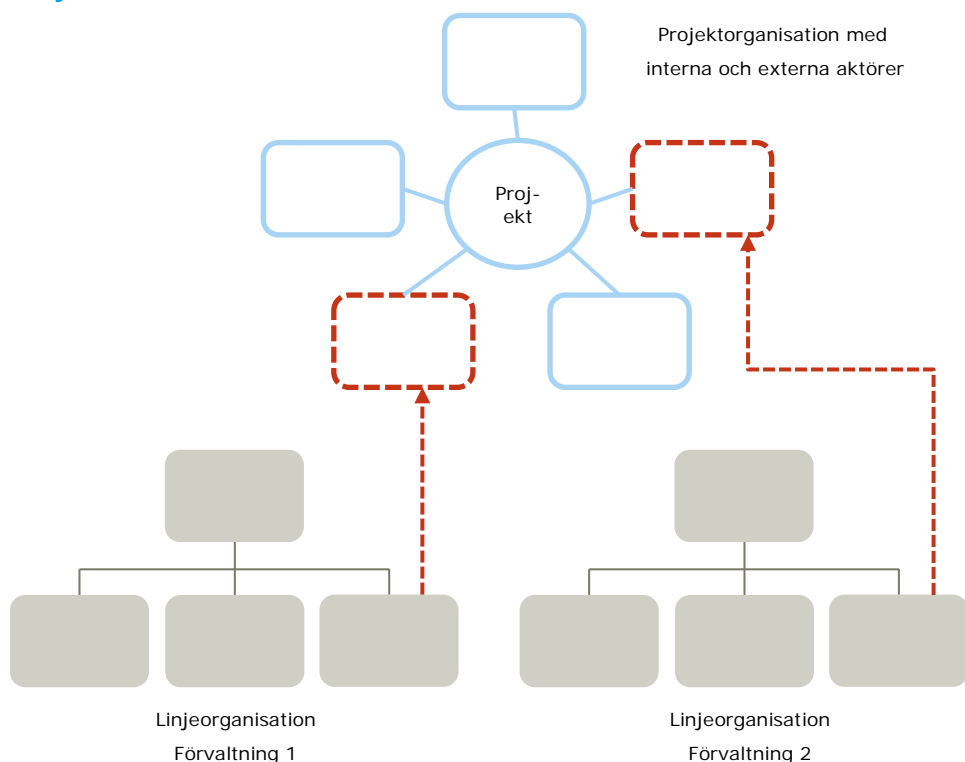 Projektorganisation med
interna och externa aktörer
Proj-
ekt
Linjeorganisation
Förvaltning 1
Linjeorganisation
Förvaltning 2